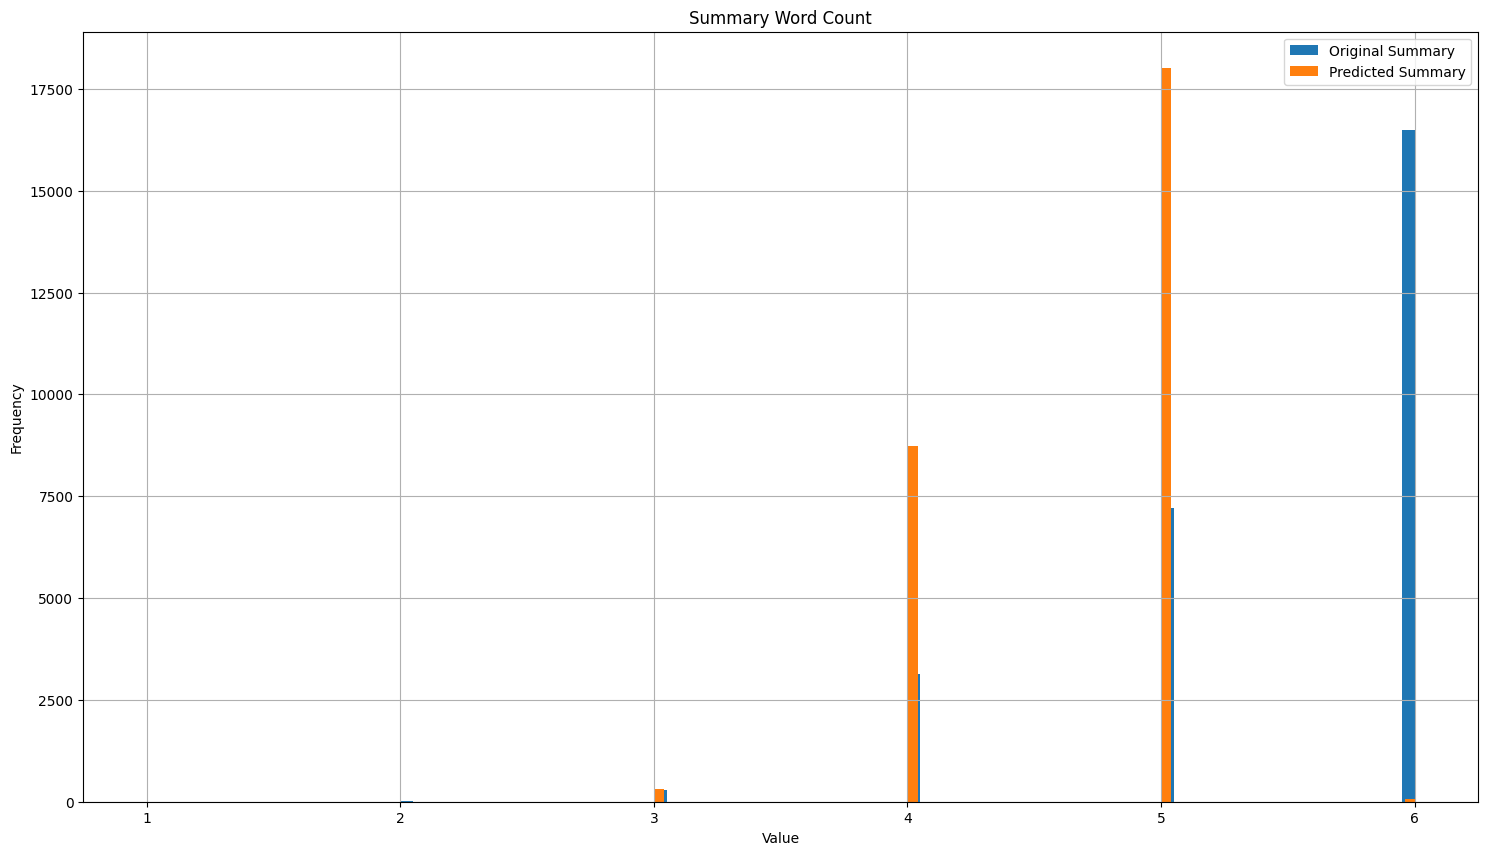 Summary Word Count
Original Summary
Predicted Summary
17500
15000
12500
10000
7500
5000
2500
0
Frequency
1 2 3 4 5 6
Value